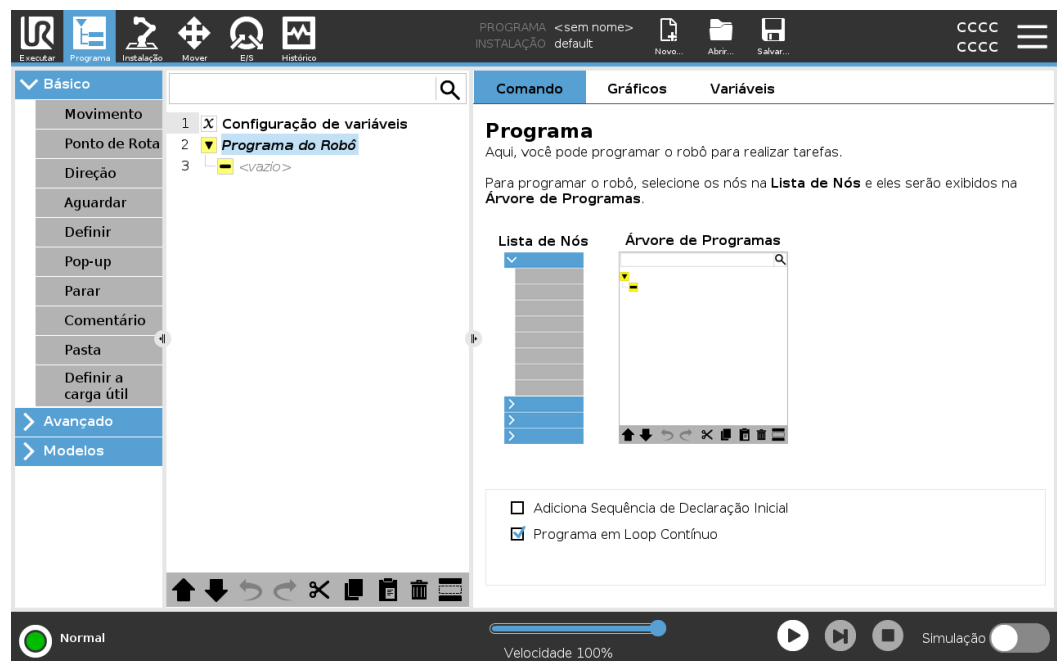 PROGRAMA <sem nome>
INSTALAÇÃO default
CCCC
CCCC
Executar Programa Instalação Mover E/S Histórico Novo... Abrir... Salvar...
Básico
Movimento
Ponto de Rota
Direção
Aguardar
Definir
Pop-up
Parar
Comentário
Pasta
Definir a
carga útil
Avançado
Modelos
1 X Configuração de variáveis
2 Programa do Robô
3 <vazio>
Comando Gráficos Variáveis
Programa
Aqui, você pode programar o robô para realizar tarefas.
Para programar o robô, selecione os nós na Lista de Nós e eles serão exibidos na
Árvore de Programas.
Lista de Nós Árvore de Programas
Adiciona Sequência de Declaração Inicial
Programa em Loop Contínuo
Normal
Velocidade 100%
Simulação